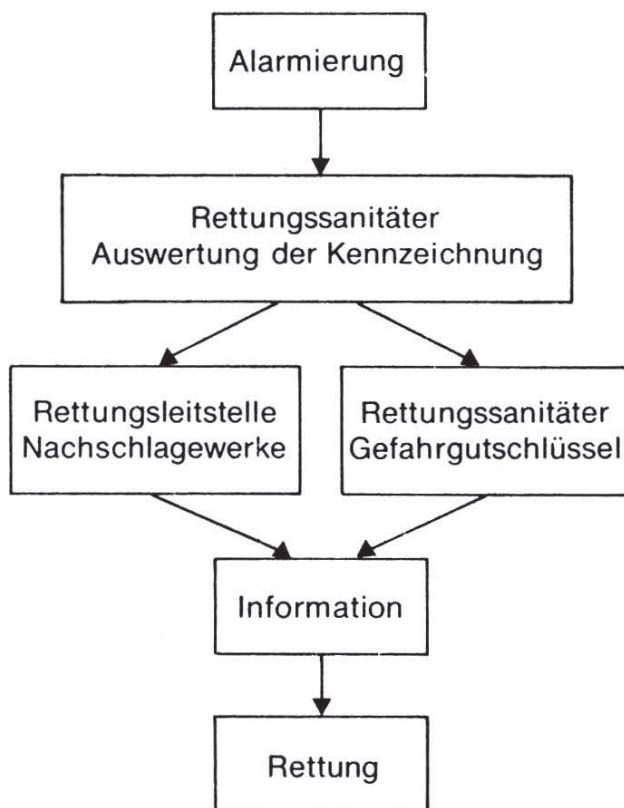 Alarmierung
Rettungssanitäter
Auswertung der Kennzeichnung
Rettungsleitstelle
Nachschlagewerke
Rettungssanitäter
Gefahrgutschlüssel
Information
Rettung